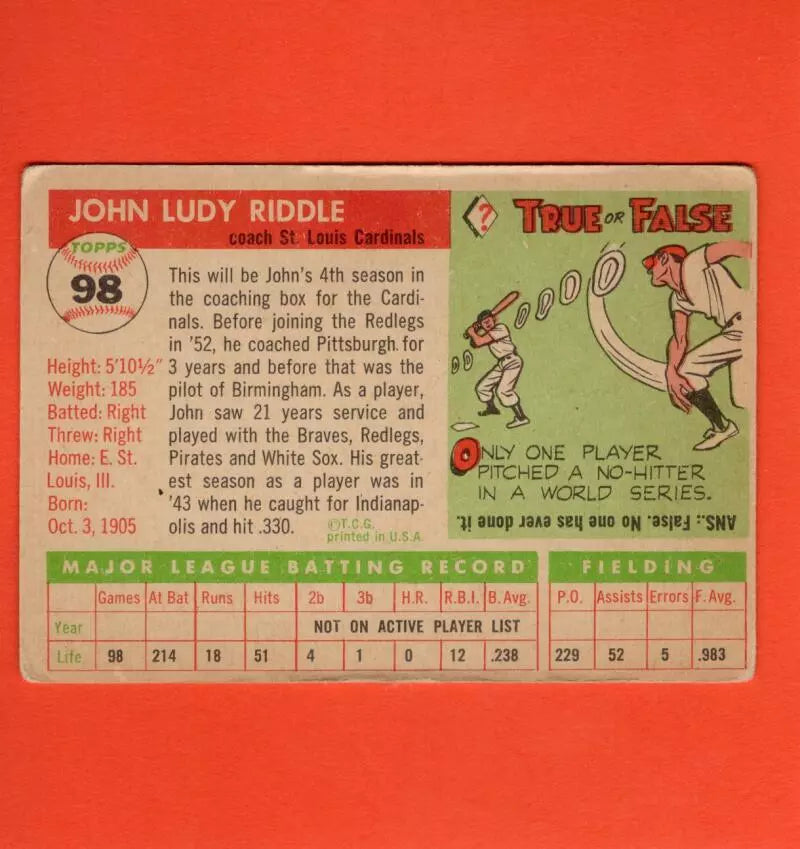 JOHN LUDY RIDDLE
coach St. Louis Cardinals
TOPPS
98
Height: 5'10½"
Weight: 185
Batted: Right
Threw: Right
Home: E. St.
Louis, Ill.
Born:
Oct. 3, 1905
This will be John's 4th season in
the coaching box for the Cardi-
nals. Before joining the Redlegs
in '52, he coached Pittsburgh for
3 years and before that was the
pilot of Birmingham. As a player,
John saw 21 years service and
played with the Braves, Redlegs,
Pirates and White Sox. His great-
est season as a player was in
'43 when he caught for Indianap-
olis and hit .330.
©T.C.G.
printed in U.S.A.
? TRUE OR FALSE
ONLY ONE PLAYER
PITCHED A NO-HITTER
IN A WORLD SERIES.
ANS.: False. No one has ever done it.
MAJOR LEAGUE BATTING RECORD FIELDING
Games At Bat Runs Hits 2b 3b H.R. R.B.I. B.Avg. P.O. Assists Errors F.Avg.
Year NOT ON ACTIVE PLAYER LIST
Life 98 214 18 51 4 1 0 12 .238 229 52 5 .983